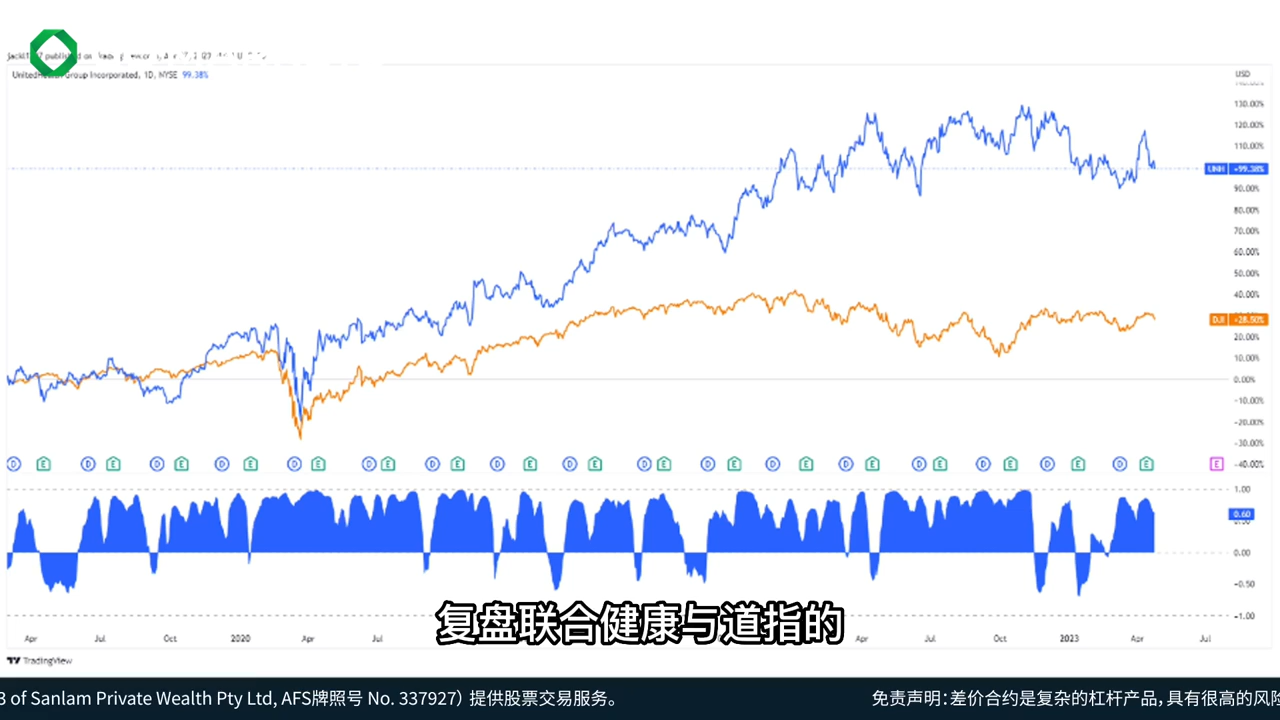 UnitedHealth Group Incorporated, 1D, NYSE 99.38%
USD
140.00%
130.00%
120.00%
110.00%
UNH +99.38%
90.00%
80.00%
70.00%
60.00%
50.00%
40.00%
DJI +28.50%
20.00%
10.00%
0.00%
-10.00%
-20.00%
-30.00%
-40.00%
D E D E D E D E D E D E D E D E D E D E D E D E D E D E D E D E D E E
1.00
0.60
0.50
0.00
-0.50
-1.00
复盘联合健康与道指的
Apr Jul Oct 2020 Apr Jul Apr Jul Oct 2023 Apr Jul
TradingView
3 of Sanlam Private Wealth Pty Ltd, AFS牌照号 No. 337927）提供股票交易服务。 免责声明：差价合约是复杂的杠杆产品，具有很高的风险